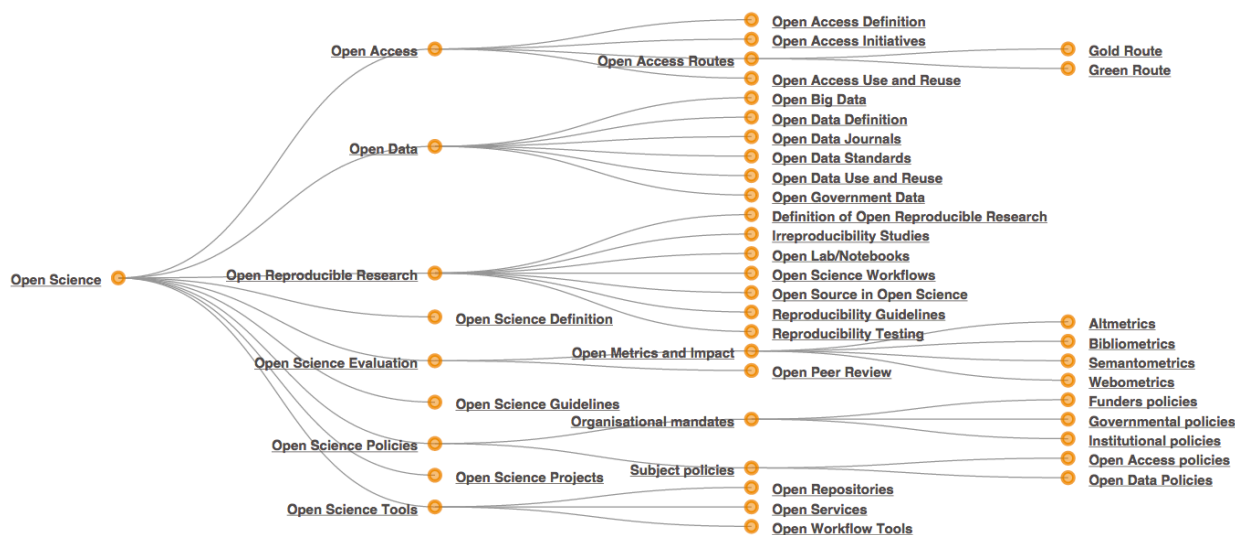 Open Science
Open Access
Open Access Definition
Open Access Initiatives
Open Access Routes
Gold Route
Green Route
Open Access Use and Reuse
Open Data
Open Big Data
Open Data Definition
Open Data Journals
Open Data Standards
Open Data Use and Reuse
Open Government Data
Open Reproducible Research
Definition of Open Reproducible Research
Irreproducibility Studies
Open Lab/Notebooks
Open Science Workflows
Open Source in Open Science
Reproducibility Guidelines
Reproducibility Testing
Open Science Definition
Open Science Evaluation
Open Metrics and Impact
Altmetrics
Bibliometrics
Semantometrics
Webometrics
Open Peer Review
Open Science Guidelines
Open Science Policies
Organisational mandates
Funders policies
Governmental policies
Institutional policies
Subject policies
Open Access policies
Open Data Policies
Open Science Projects
Open Science Tools
Open Repositories
Open Services
Open Workflow Tools